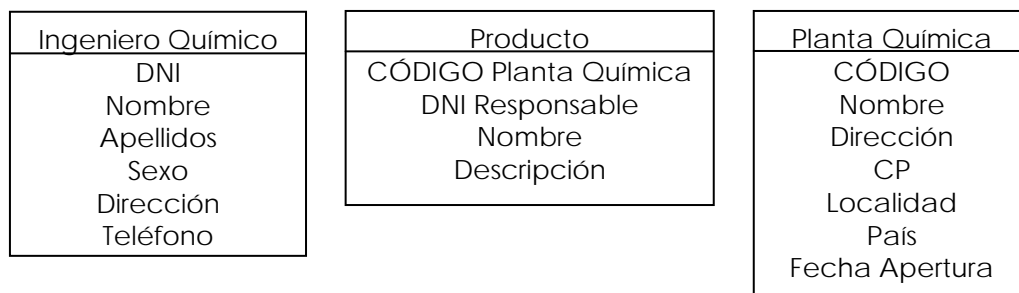 Ingeniero Químico
DNI
Nombre
Apellidos
Sexo
Dirección
Teléfono
Producto
CÓDIGO Planta Química
DNI Responsable
Nombre
Descripción
Planta Química
CÓDIGO
Nombre
Dirección
CP
Localidad
País
Fecha Apertura